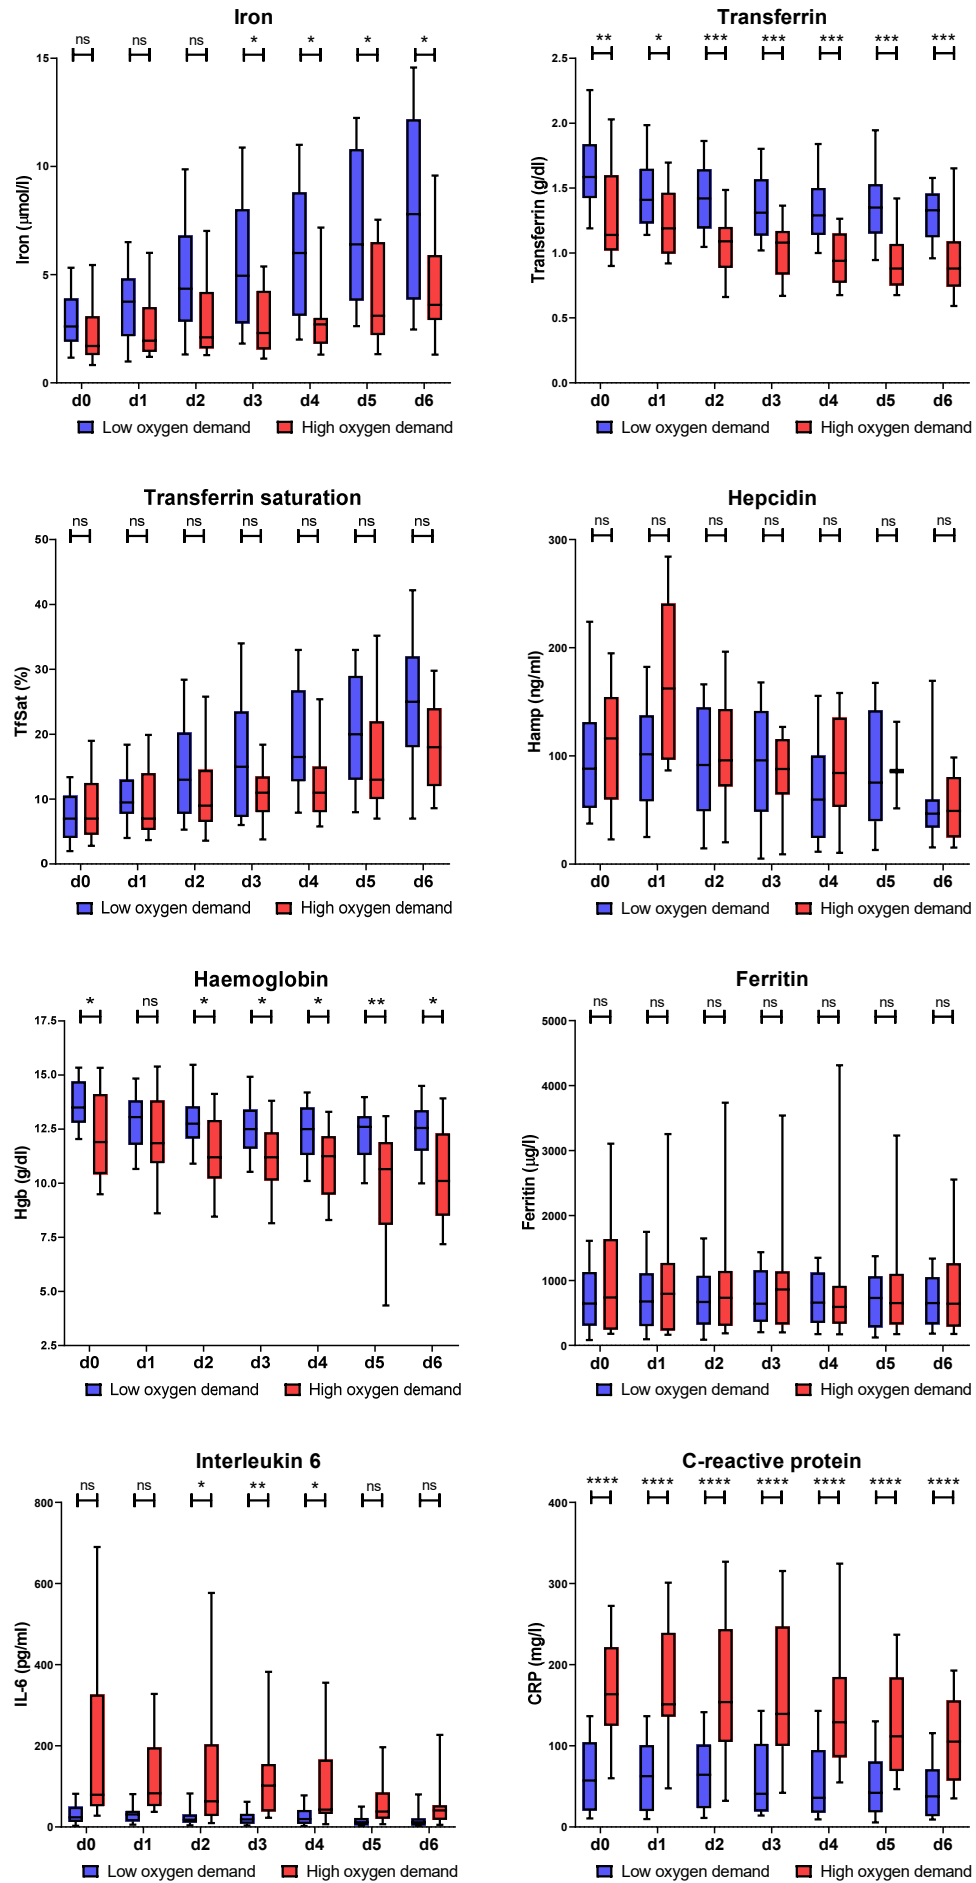 Iron
ns ns ns * * * *
15
10
5
0
Iron (µmol/l)
d0 d1 d2 d3 d4 d5 d6
Low oxygen demand High oxygen demand
Transferrin
** * *** *** *** *** ***
2.5
2.0
1.5
1.0
0.5
0.0
Transferrin (g/dl)
d0 d1 d2 d3 d4 d5 d6
Low oxygen demand High oxygen demand
Transferrin saturation
ns ns ns ns ns ns ns
50
40
30
20
10
0
TfSat (%)
d0 d1 d2 d3 d4 d5 d6
Low oxygen demand High oxygen demand
Hepcidin
ns ns ns ns ns ns ns
300
200
100
0
Hamp (ng/ml)
d0 d1 d2 d3 d4 d5 d6
Low oxygen demand High oxygen demand
Haemoglobin
* ns * * * ** *
17.5
15.0
12.5
10.0
7.5
5.0
2.5
Hgb (g/dl)
d0 d1 d2 d3 d4 d5 d6
Low oxygen demand High oxygen demand
Ferritin
ns ns ns ns ns ns ns
5000
4000
3000
2000
1000
0
Ferritin (µg/l)
d0 d1 d2 d3 d4 d5 d6
Low oxygen demand High oxygen demand
Interleukin 6
ns ns * ** * ns ns
800
600
400
200
0
IL-6 (pg/ml)
d0 d1 d2 d3 d4 d5 d6
Low oxygen demand High oxygen demand
C-reactive protein
**** **** **** **** **** **** ****
400
300
200
100
0
CRP (mg/l)
d0 d1 d2 d3 d4 d5 d6
Low oxygen demand High oxygen demand